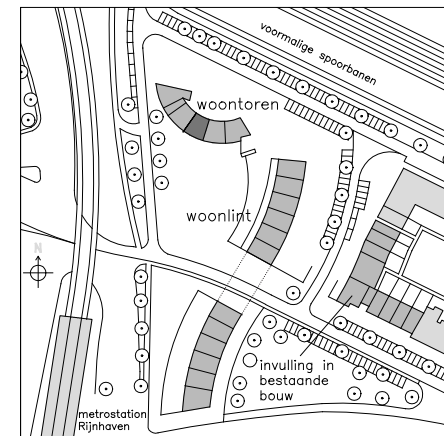 voormalige spoorbanen
woontoren
woonlint
N
invulling in
bestaande
bouw
metrostation
Rijnhaven